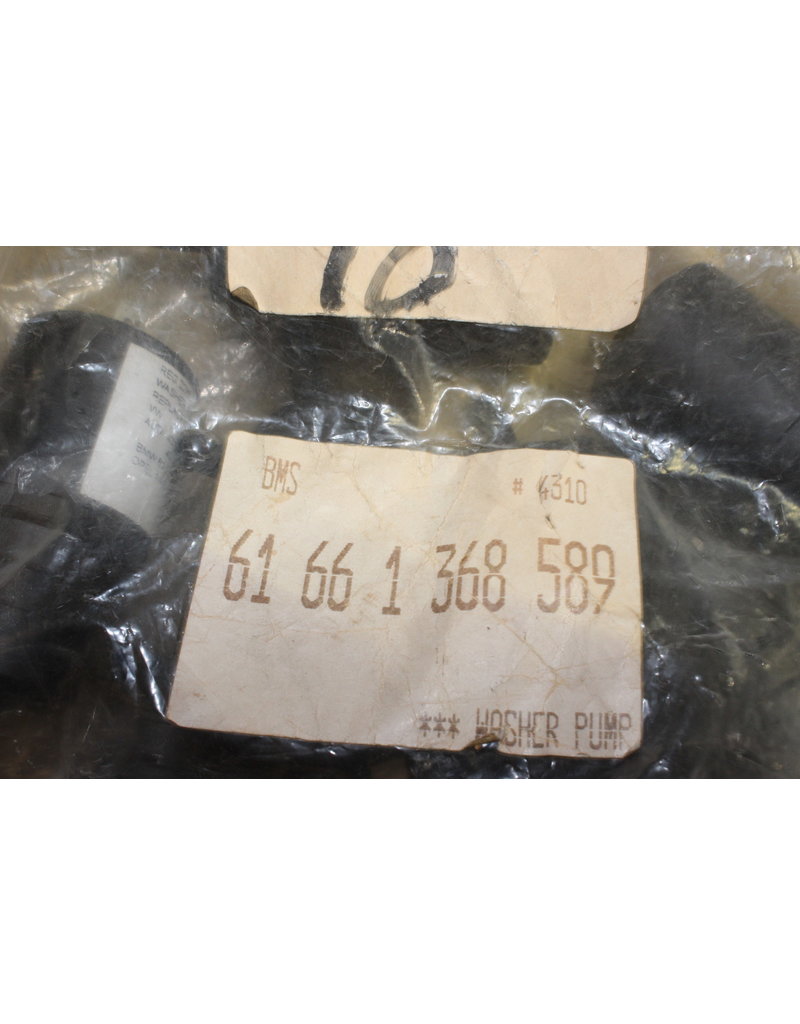 10
BMS # 4310
61 66 1 368 589
*** WASHER PUMP